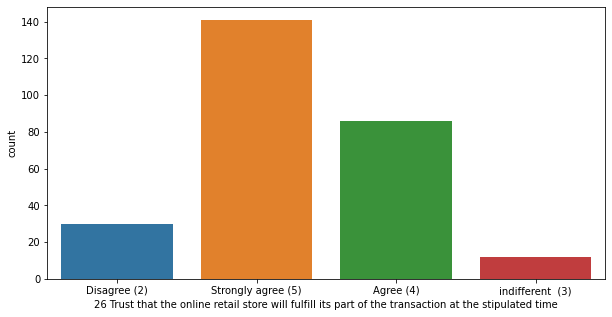 140
120
100
80
60
40
20
0
count
Disagree (2) Strongly agree (5) Agree (4) indifferent  (3)
26 Trust that the online retail store will fulfill its part of the transaction at the stipulated time